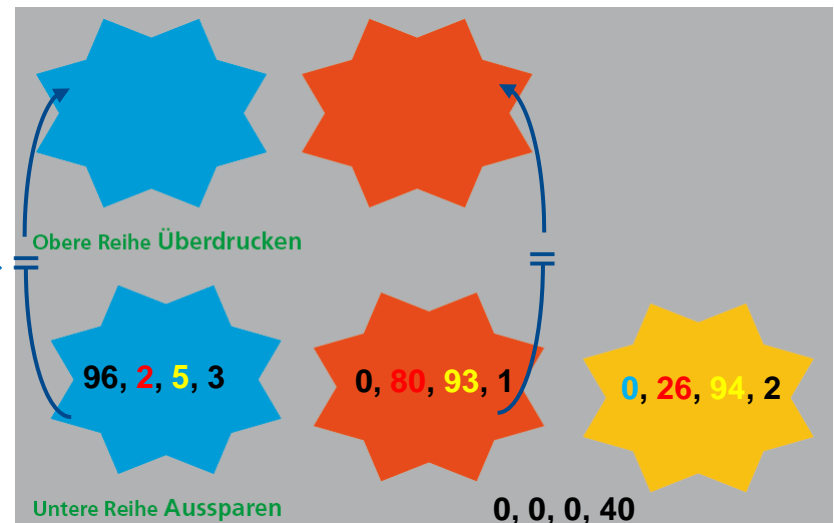 Obere Reihe Überdrucken
96, 2, 5, 3
0, 80, 93, 1
0, 26, 94, 2
Untere Reihe Aussparen
0, 0, 0, 40